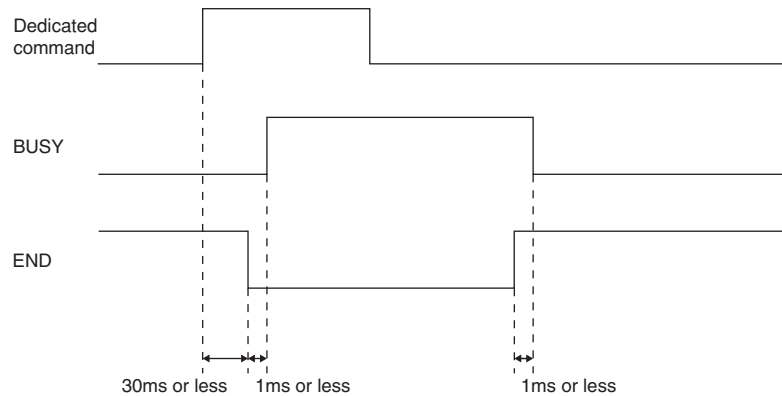 Dedicated
command
BUSY
END
30ms or less
1ms or less
1ms or less